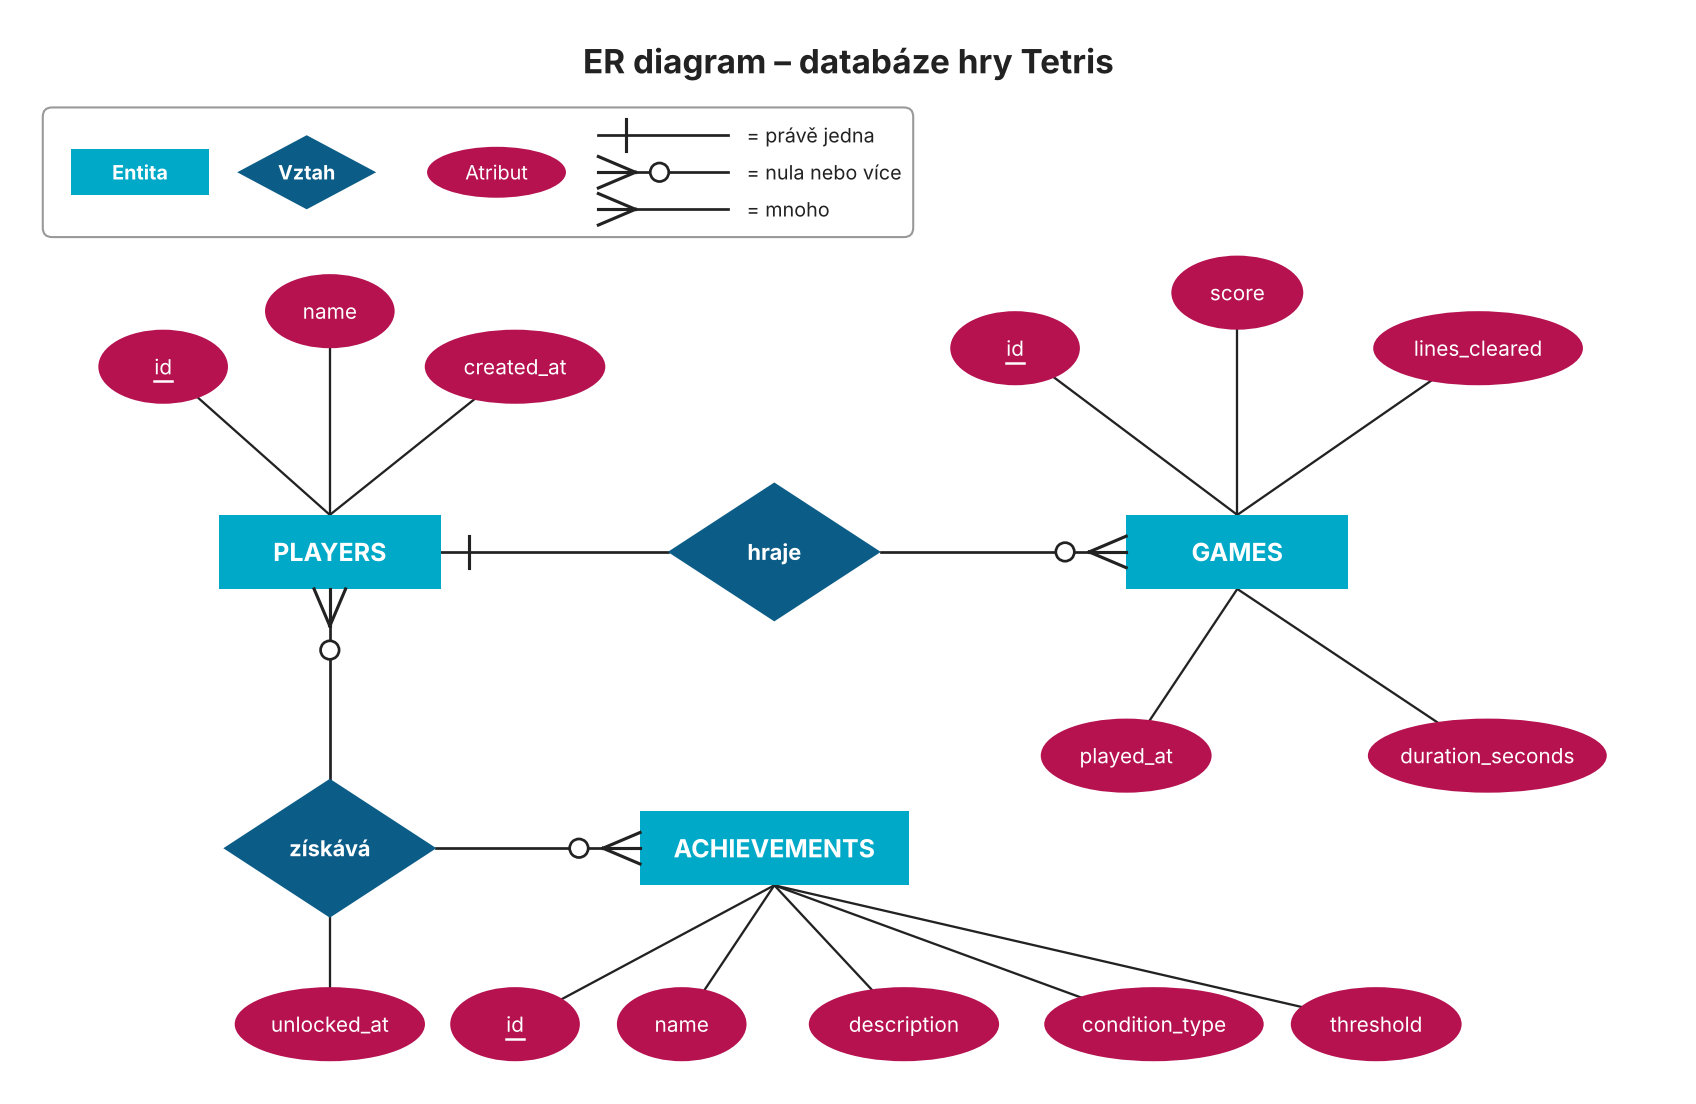 ER diagram – databáze hry Tetris
Entita
Vztah
Atribut
= právě jedna
= nula nebo více
= mnoho
id
name
created_at
id
score
lines_cleared
PLAYERS
hraje
GAMES
played_at
duration_seconds
získává
ACHIEVEMENTS
unlocked_at
id
name
description
condition_type
threshold